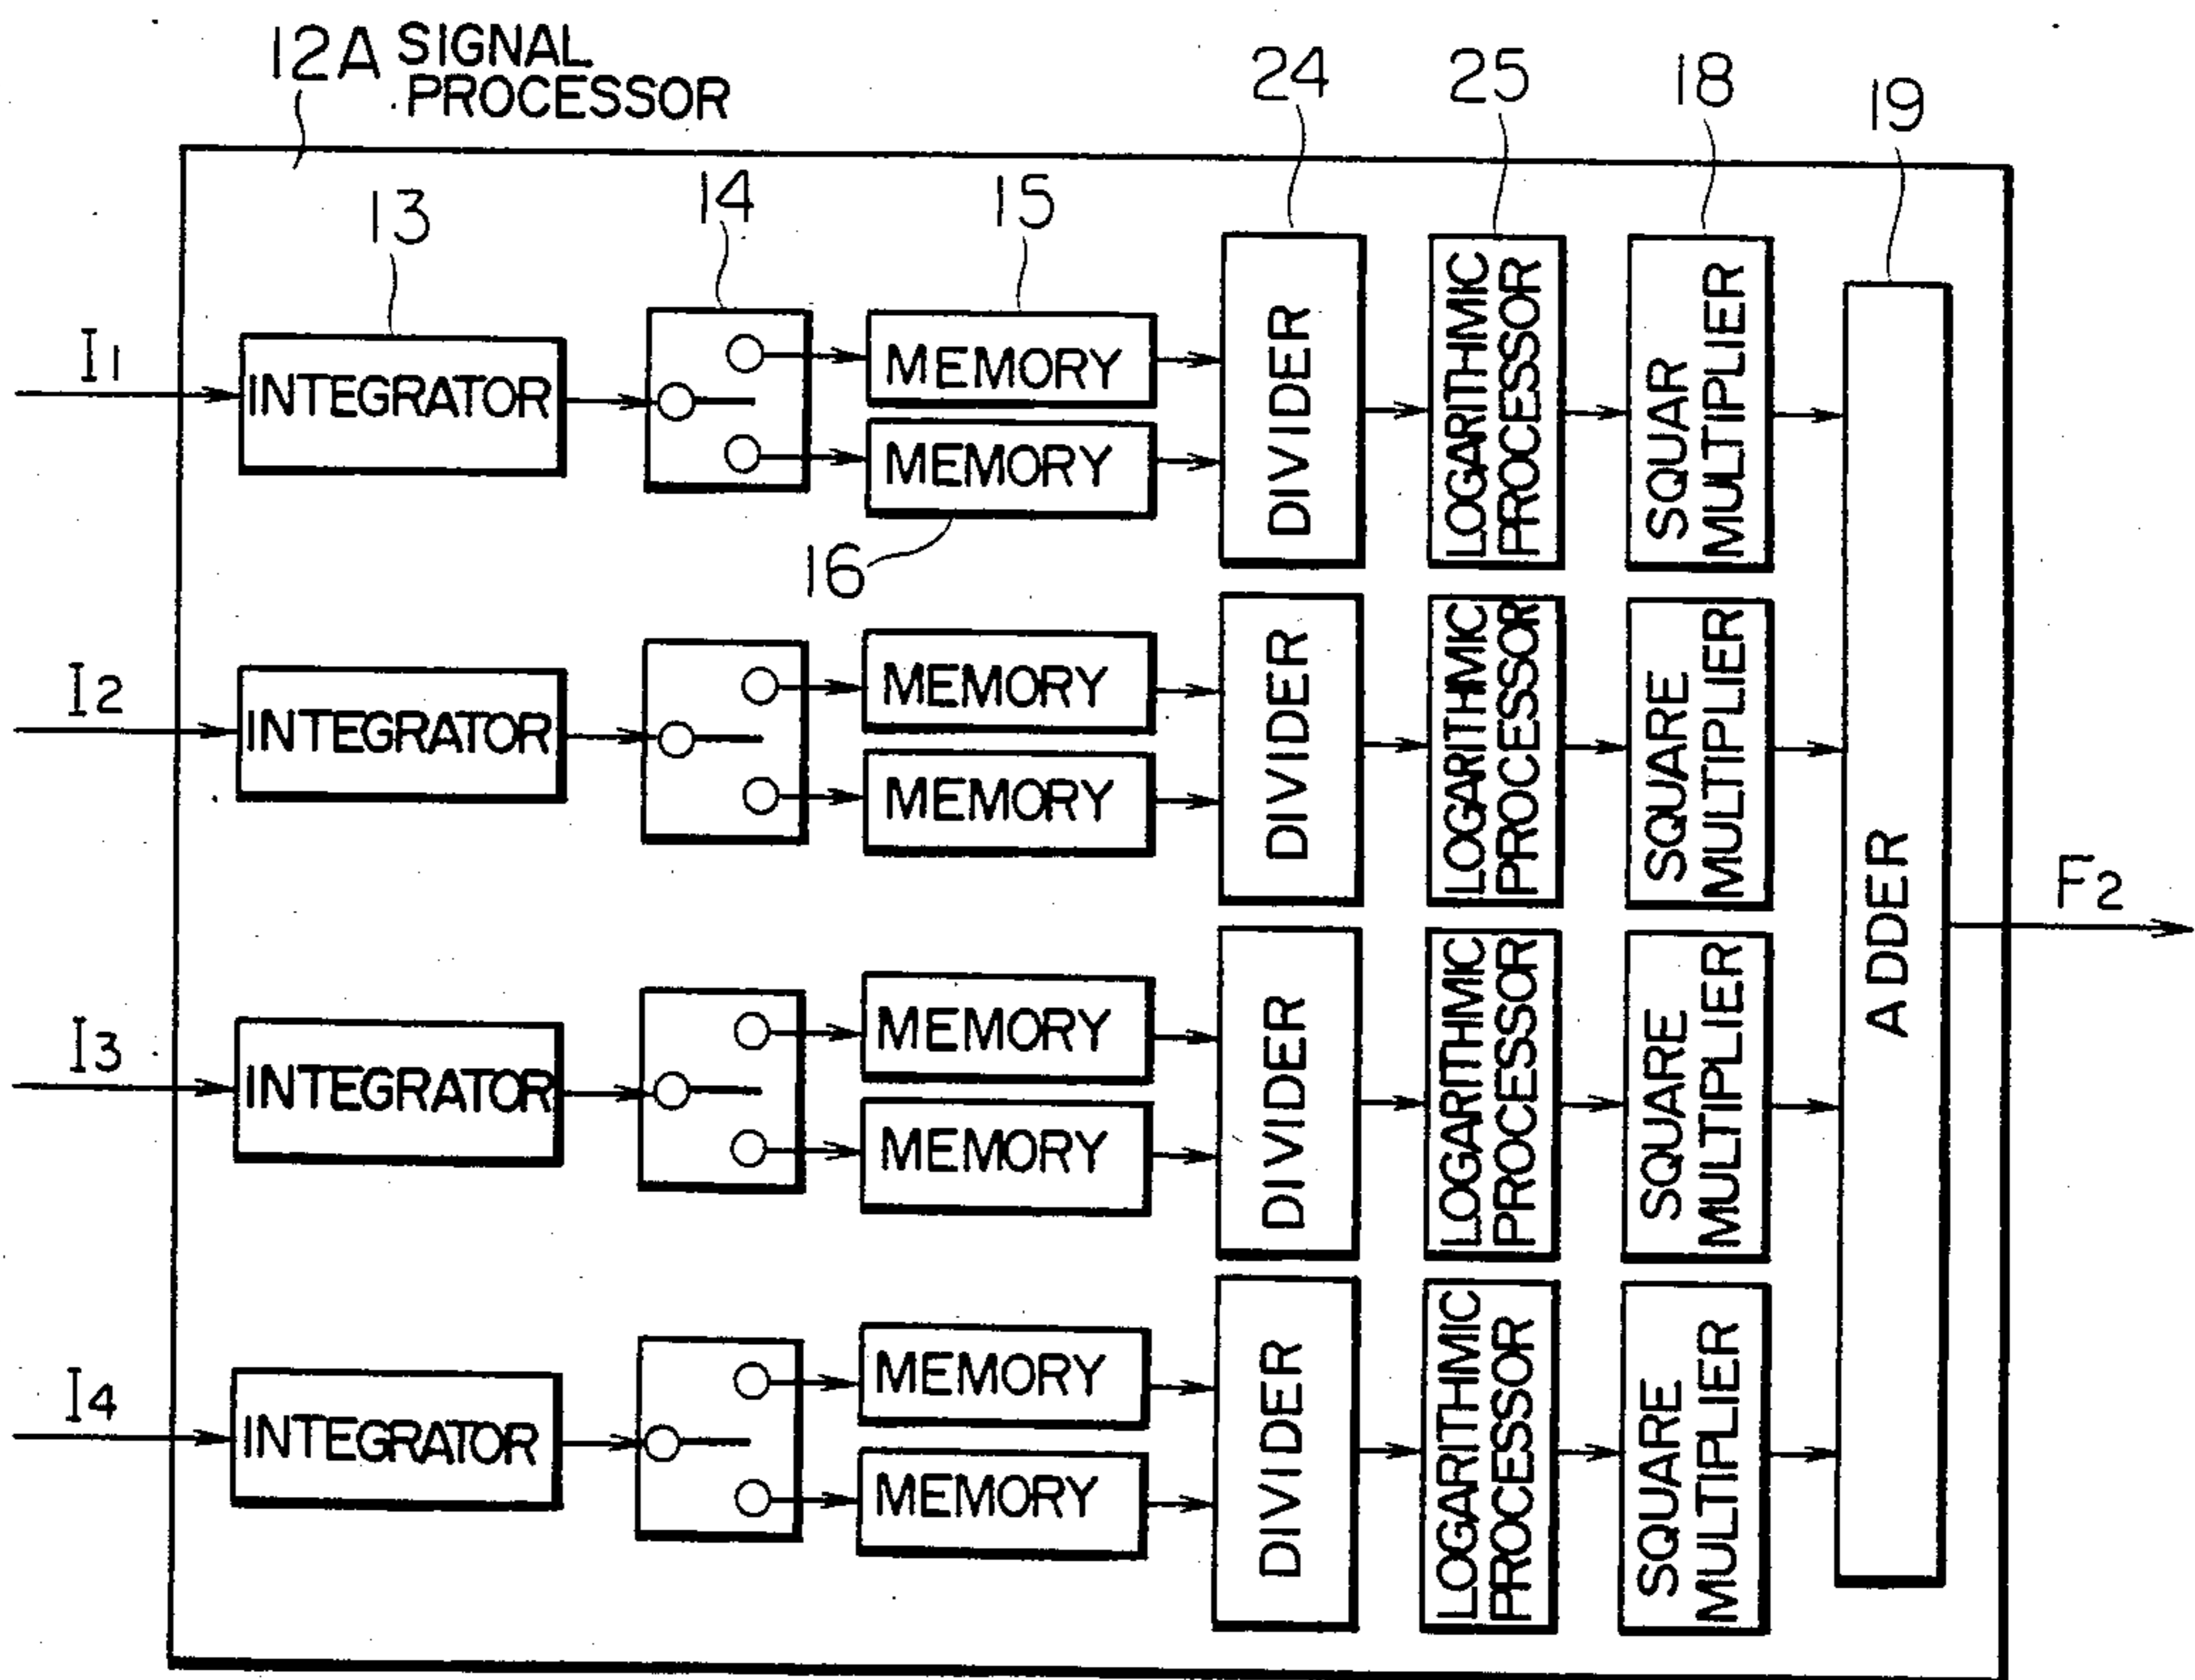 12A SIGNAL
PROCESSOR
24
25
18
19
13
14
15
I1
INTEGRATOR
MEMORY
MEMORY
16
DIVIDER
LOGARITHMIC
PROCESSOR
SQUAR
MULTIPLIER
I2
INTEGRATOR
MEMORY
MEMORY
DIVIDER
LOGARITHMIC
PROCESSOR
SQUARE
MULTIPLIER
ADDER
F2
I3
INTEGRATOR
MEMORY
MEMORY
DIVIDER
LOGARITHMIC
PROCESSOR
SQUARE
MULTIPLIER
I4
INTEGRATOR
MEMORY
MEMORY
DIVIDER
LOGARITHMIC
PROCESSOR
SQUARE
MULTIPLIER